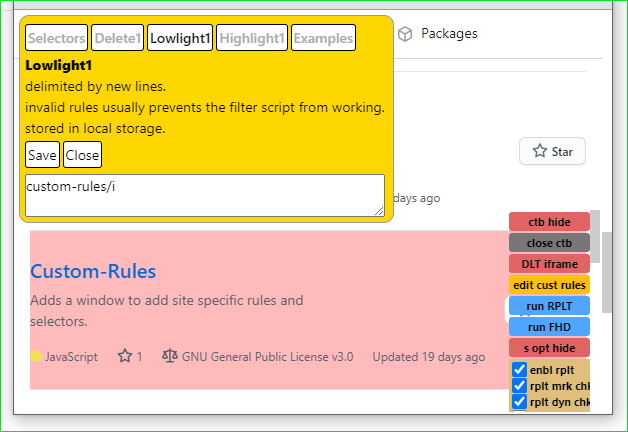 Selectors Delete1 Lowlight1 Highlight1 Examples
Packages
Lowlight1
delimited by new lines.
invalid rules usually prevents the filter script from working.
stored in local storage.
Save Close
Star
custom-rules/i
days ago
ctb hide
close ctb
DLT iframe
edit cust rules
run RPLT
run FHD
s opt hide
enbl rplt
rplt mrk chk
rplt dyn chk
Custom-Rules
Adds a window to add site specific rules and
selectors.
JavaScript 1 GNU General Public License v3.0 Updated 19 days ago